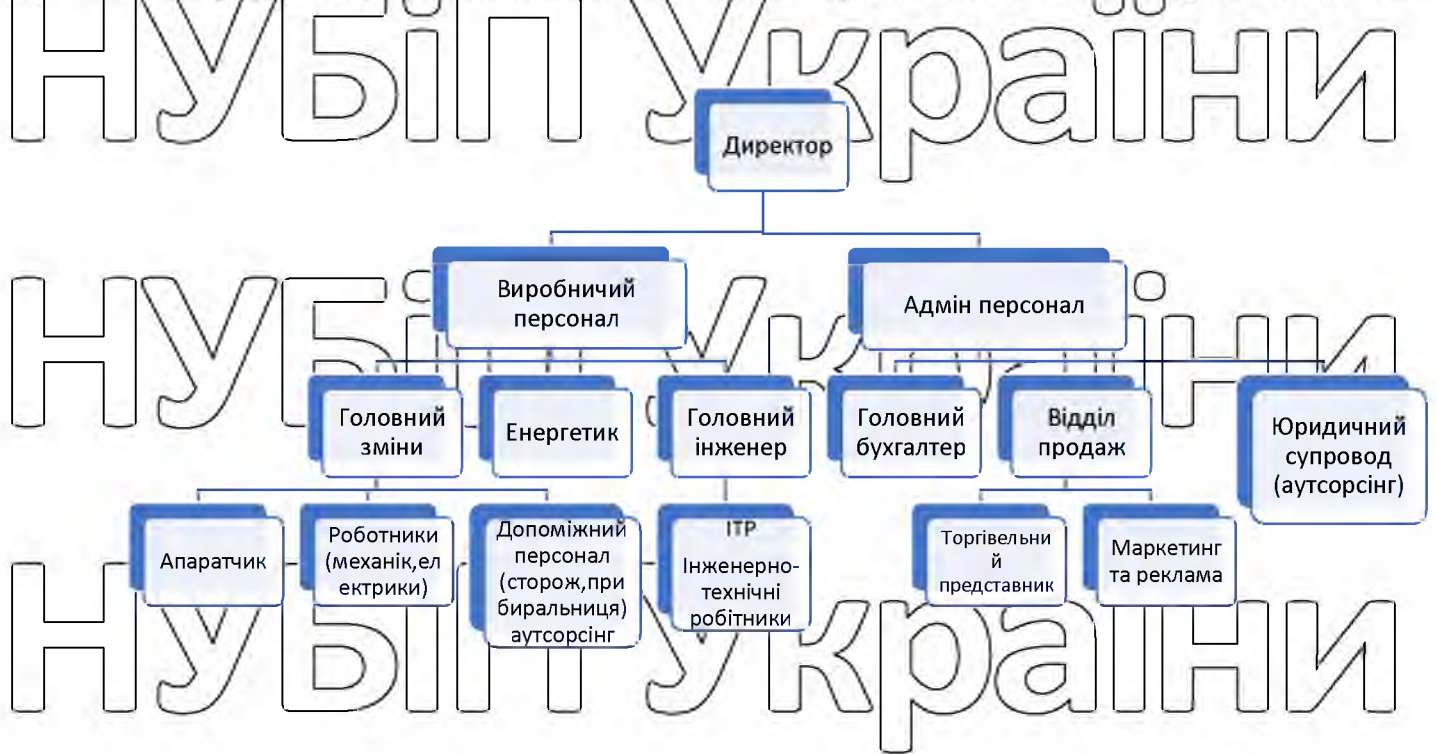 НУБіП України
Директор
НУБіП України
Виробничий
персонал
Адмін персонал
Головний
зміни
Енергетик
Головний
інженер
Головний
бухгалтер
Відділ
продаж
Юридичний
супровод
(аутсорсінг)
Апаратчик
Роботники
(механік,ел
ектрики)
Допоміжний
персонал
(сторож,при
биральниця)
аутсорсінг
ІТР
Інженерно-
технічні
робітники
Торгівельни
й
представник
Маркетинг
та реклама
НУБіП України